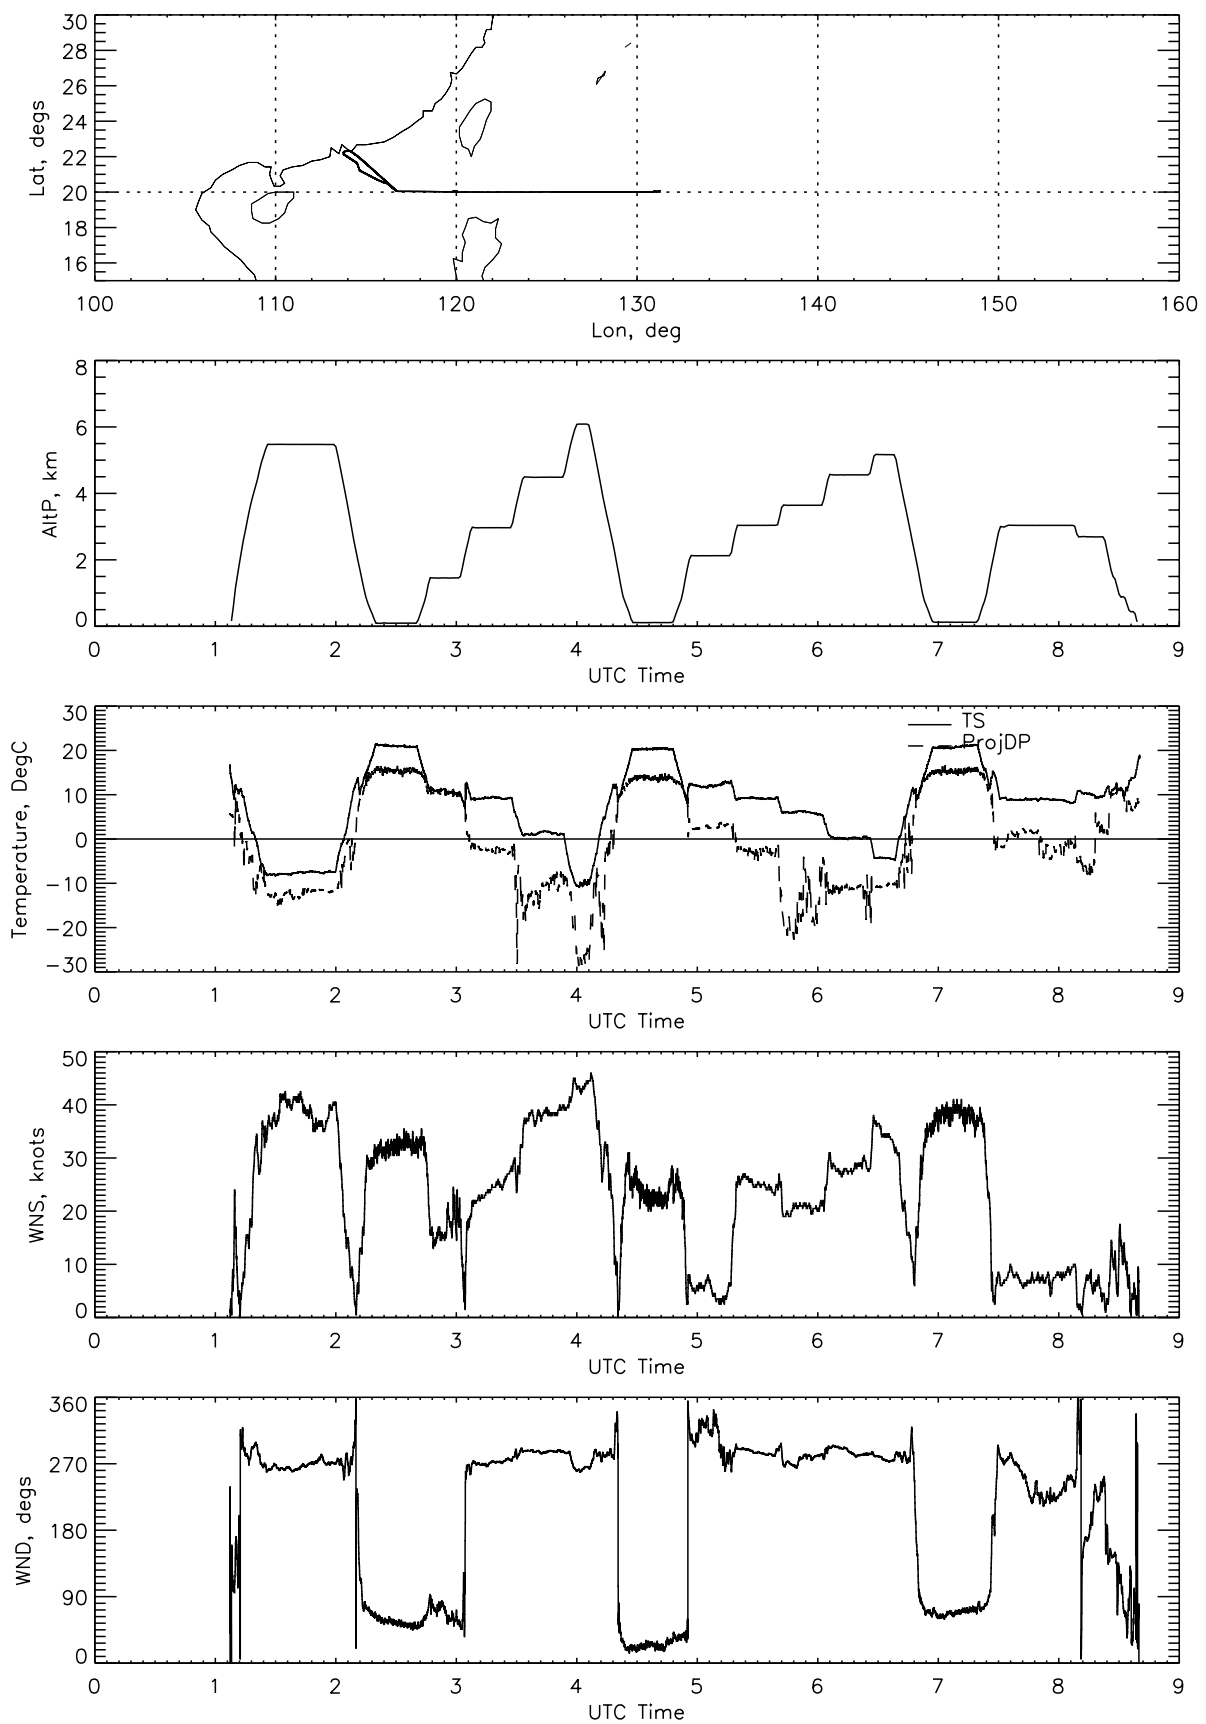 30
28
26
24
22
20
18
16
Lat, degs
100 110 120 130 140 150 160
Lon, deg
8
6
4
2
0
AltP, km
0 1 2 3 4 5 6 7 8 9
UTC Time
30
20
10
0
−10
−20
−30
Temperature, DegC
TS
ProjDP
0 1 2 3 4 5 6 7 8 9
UTC Time
50
40
30
20
10
0
WNS, knots
0 1 2 3 4 5 6 7 8 9
UTC Time
360
270
180
90
0
WND, degs
0 1 2 3 4 5 6 7 8 9
UTC Time